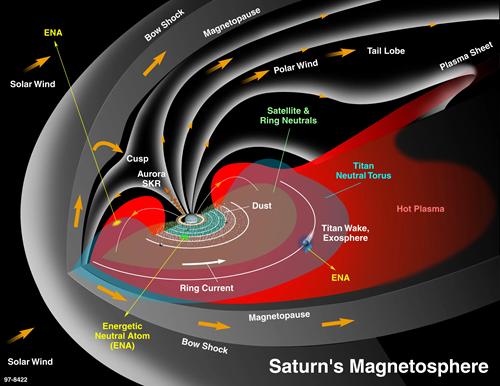 ENA
Bow Shock
Magnetopause
Solar Wind
Polar Wind
Tail Lobe
Plasma Sheet
Satellite &
Ring Neutrals
Cusp
Aurora
SKR
Titan
Neutral Torus
Dust
Hot Plasma
Titan Wake,
Exosphere
Ring Current
ENA
Energetic
Neutral Atom
(ENA)
Magnetopause
Bow Shock
Solar Wind
Saturn's Magnetosphere
97-8422